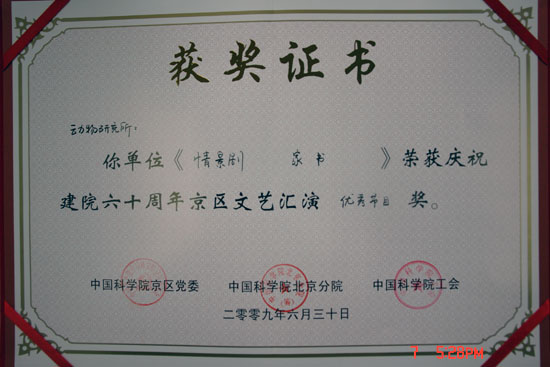 获奖证书
动物研究所：
你单位《情景剧 家书 》荣获庆祝
建院六十周年京区文艺汇演 优秀节目 奖。
中国科学院京区党委 中国科学院北京分院 中国科学院工会
二零零九年六月三十日
7 5:28PM